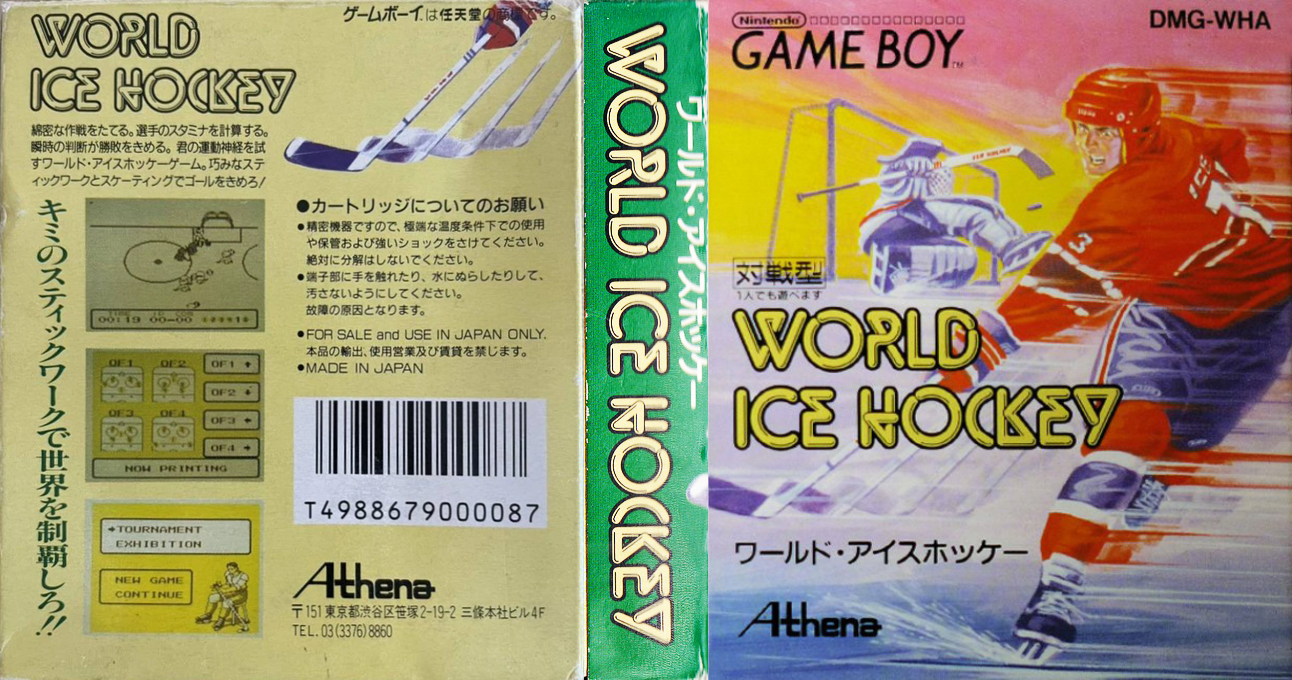 WORLD
ICE HOCKEY
ゲームボーイは任天堂の商標です。
綿密な作戦をたてる。選手のスタミナを計算する。
瞬時の判断が勝敗をきめる。君の運動神経を試
すワールド・アイスホッケーゲーム。巧みなステ
ィックワークとスケーティングでゴールをきめろ!
キミのスティックワークで世界を制覇しろ!!
TIME
00:19 00-00
OF1 OF2
OF3 OF4
OF1
OF2
OF3
OF4
NOW PRINTING
TOURNAMENT
EXHIBITION
NEW GAME
CONTINUE
●カートリッジについてのお願い
●精密機器ですので、極端な温度条件下での使用
や保管および強いショックをさけてください。
絶対に分解はしないでください。
●端子部に手を触れたり、水にぬらしたりして、
汚さないようにしてください。
故障の原因となります。
●FOR SALE and USE IN JAPAN ONLY.
本品の輸出、使用営業及び賃貸を禁じます。
●MADE IN JAPAN
T4988679000087
Athena
〒151 東京都渋谷区笹塚2-19-2 三條本社ビル4F
TEL.03(3376)8860
WORLD ICE HOCKEY
ワールド・アイスホッケー
Nintendo
GAME BOY
TM
DMG-WHA
ICE
7
3
対戦型
1人でも遊べます
WORLD
ICE HOCKEY
ワールド・アイスホッケー
Athena